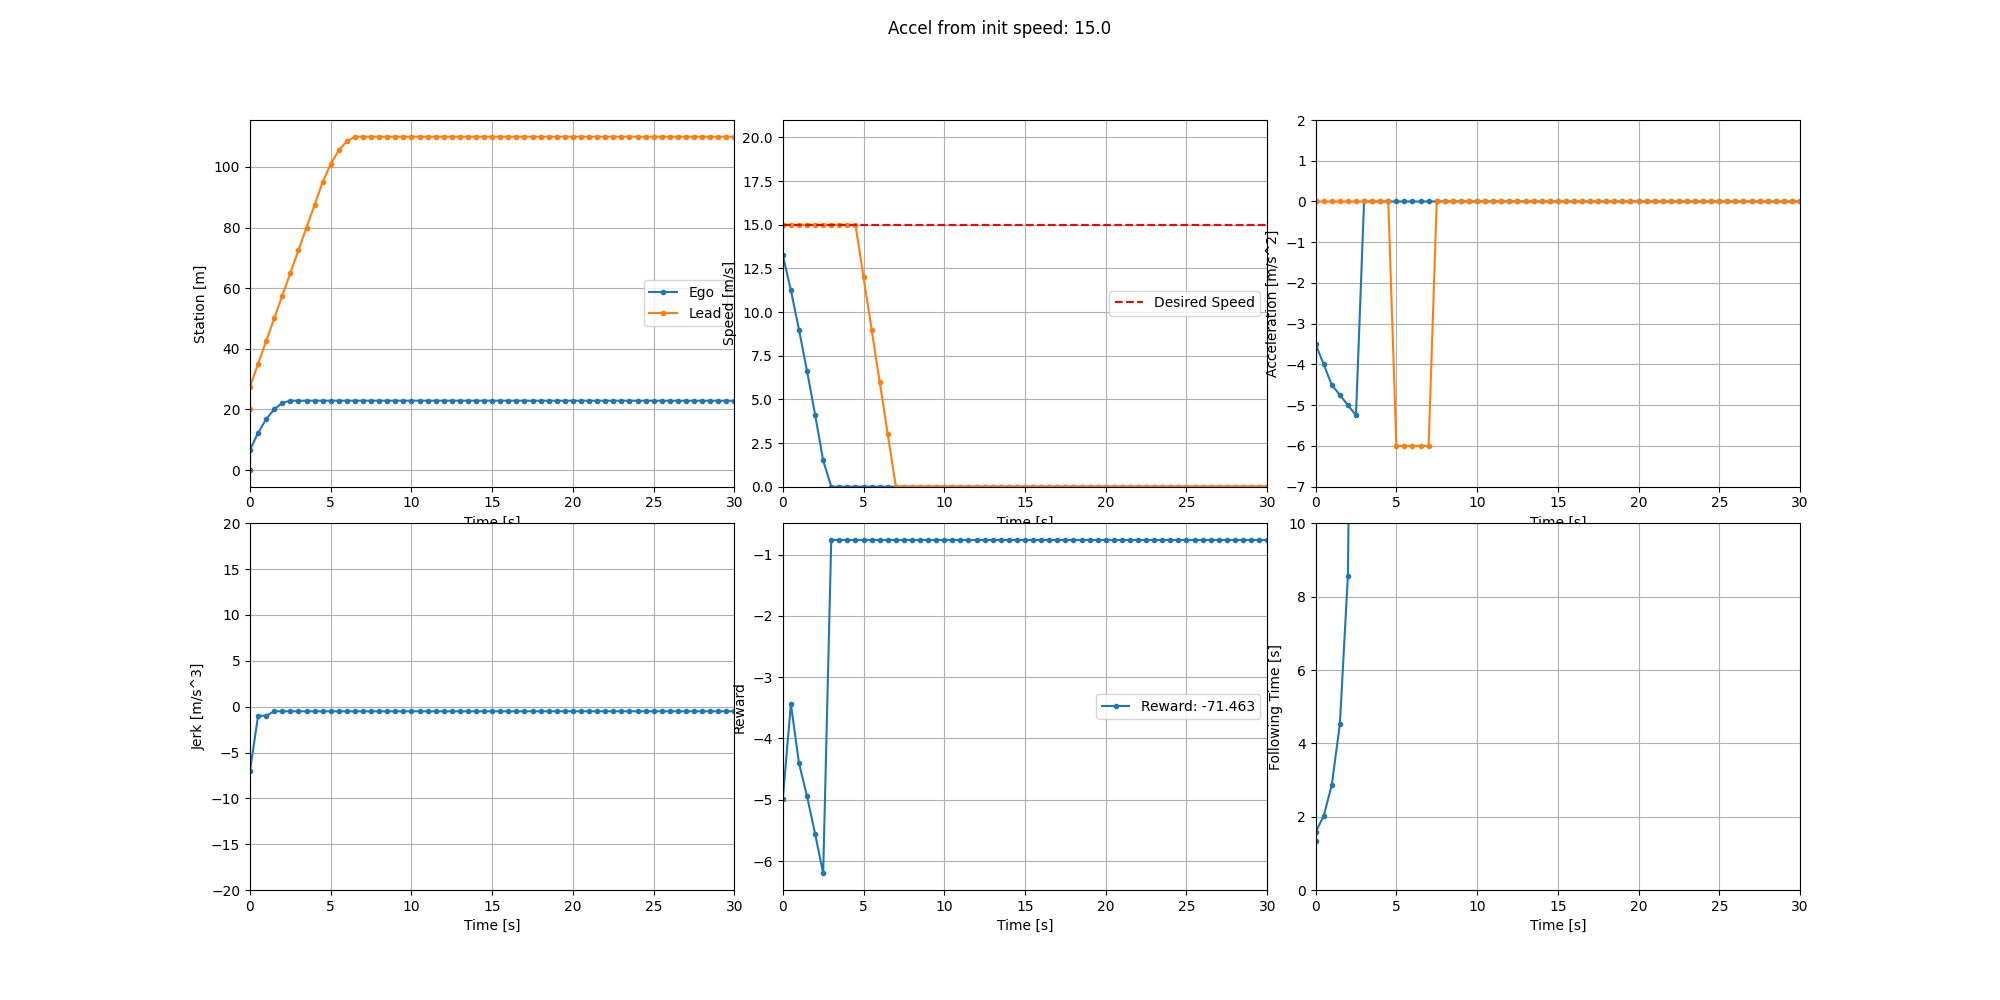 Accel from init speed: 15.0
Station [m]
100
80
60
40
20
0
Ego
Lead
0 5 10 15 20 25 30
Time [s]
Speed [m/s]
20.0
17.5
15.0
12.5
10.0
7.5
5.0
2.5
0.0
Desired Speed
0 5 10 15 20 25 30
Time [s]
Acceleration [m/s^2]
2
1
0
−1
−2
−3
−4
−5
−6
−7
0 5 10 15 20 25 30
Time [s]
Jerk [m/s^3]
20
15
10
5
0
−5
−10
−15
−20
0 5 10 15 20 25 30
Time [s]
Reward
−1
−2
−3
−4
−5
−6
Reward: -71.463
0 5 10 15 20 25 30
Time [s]
Following Time [s]
10
8
6
4
2
0
0 5 10 15 20 25 30
Time [s]